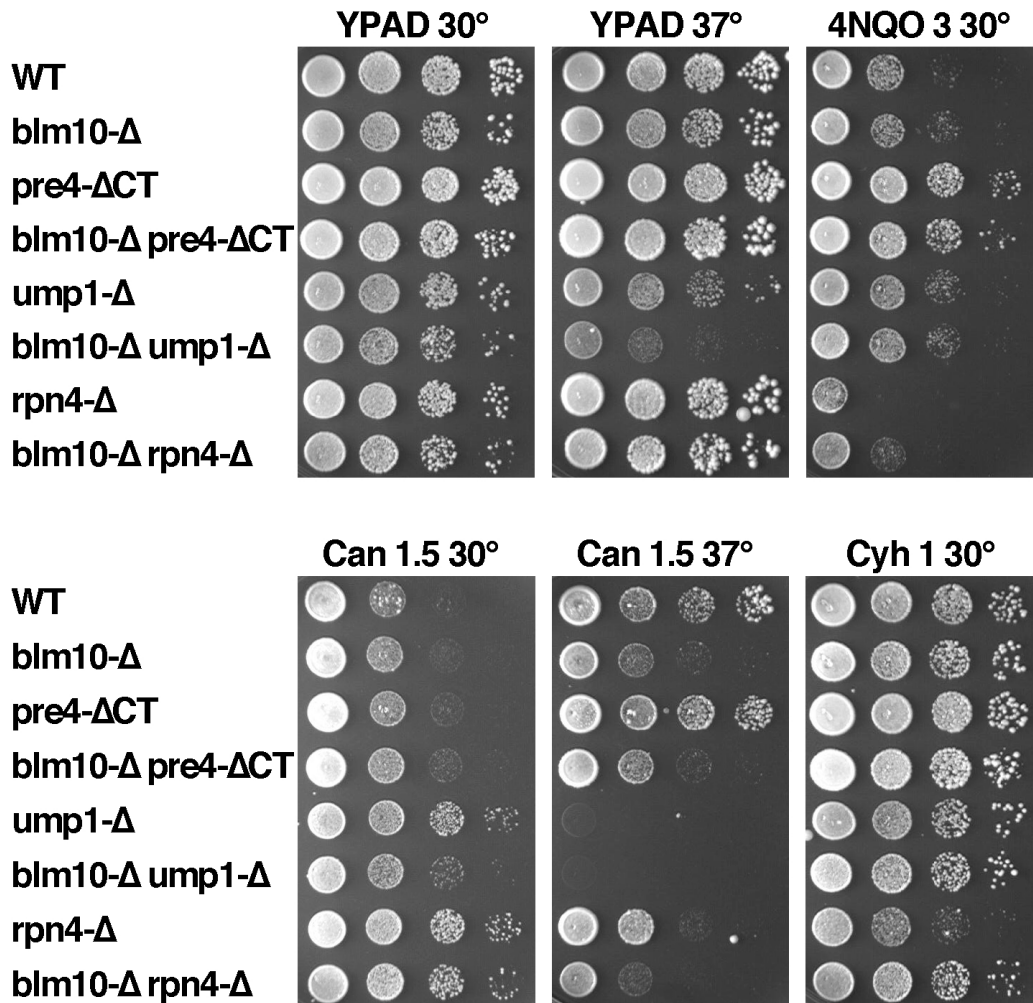 YPAD 30° YPAD 37° 4NQO 3 30°
WT
blm10-Δ
pre4-ΔCT
blm10-Δ pre4-ΔCT
ump1-Δ
blm10-Δ ump1-Δ
rpn4-Δ
blm10-Δ rpn4-Δ
Can 1.5 30° Can 1.5 37° Cyh 1 30°
WT
blm10-Δ
pre4-ΔCT
blm10-Δ pre4-ΔCT
ump1-Δ
blm10-Δ ump1-Δ
rpn4-Δ
blm10-Δ rpn4-Δ